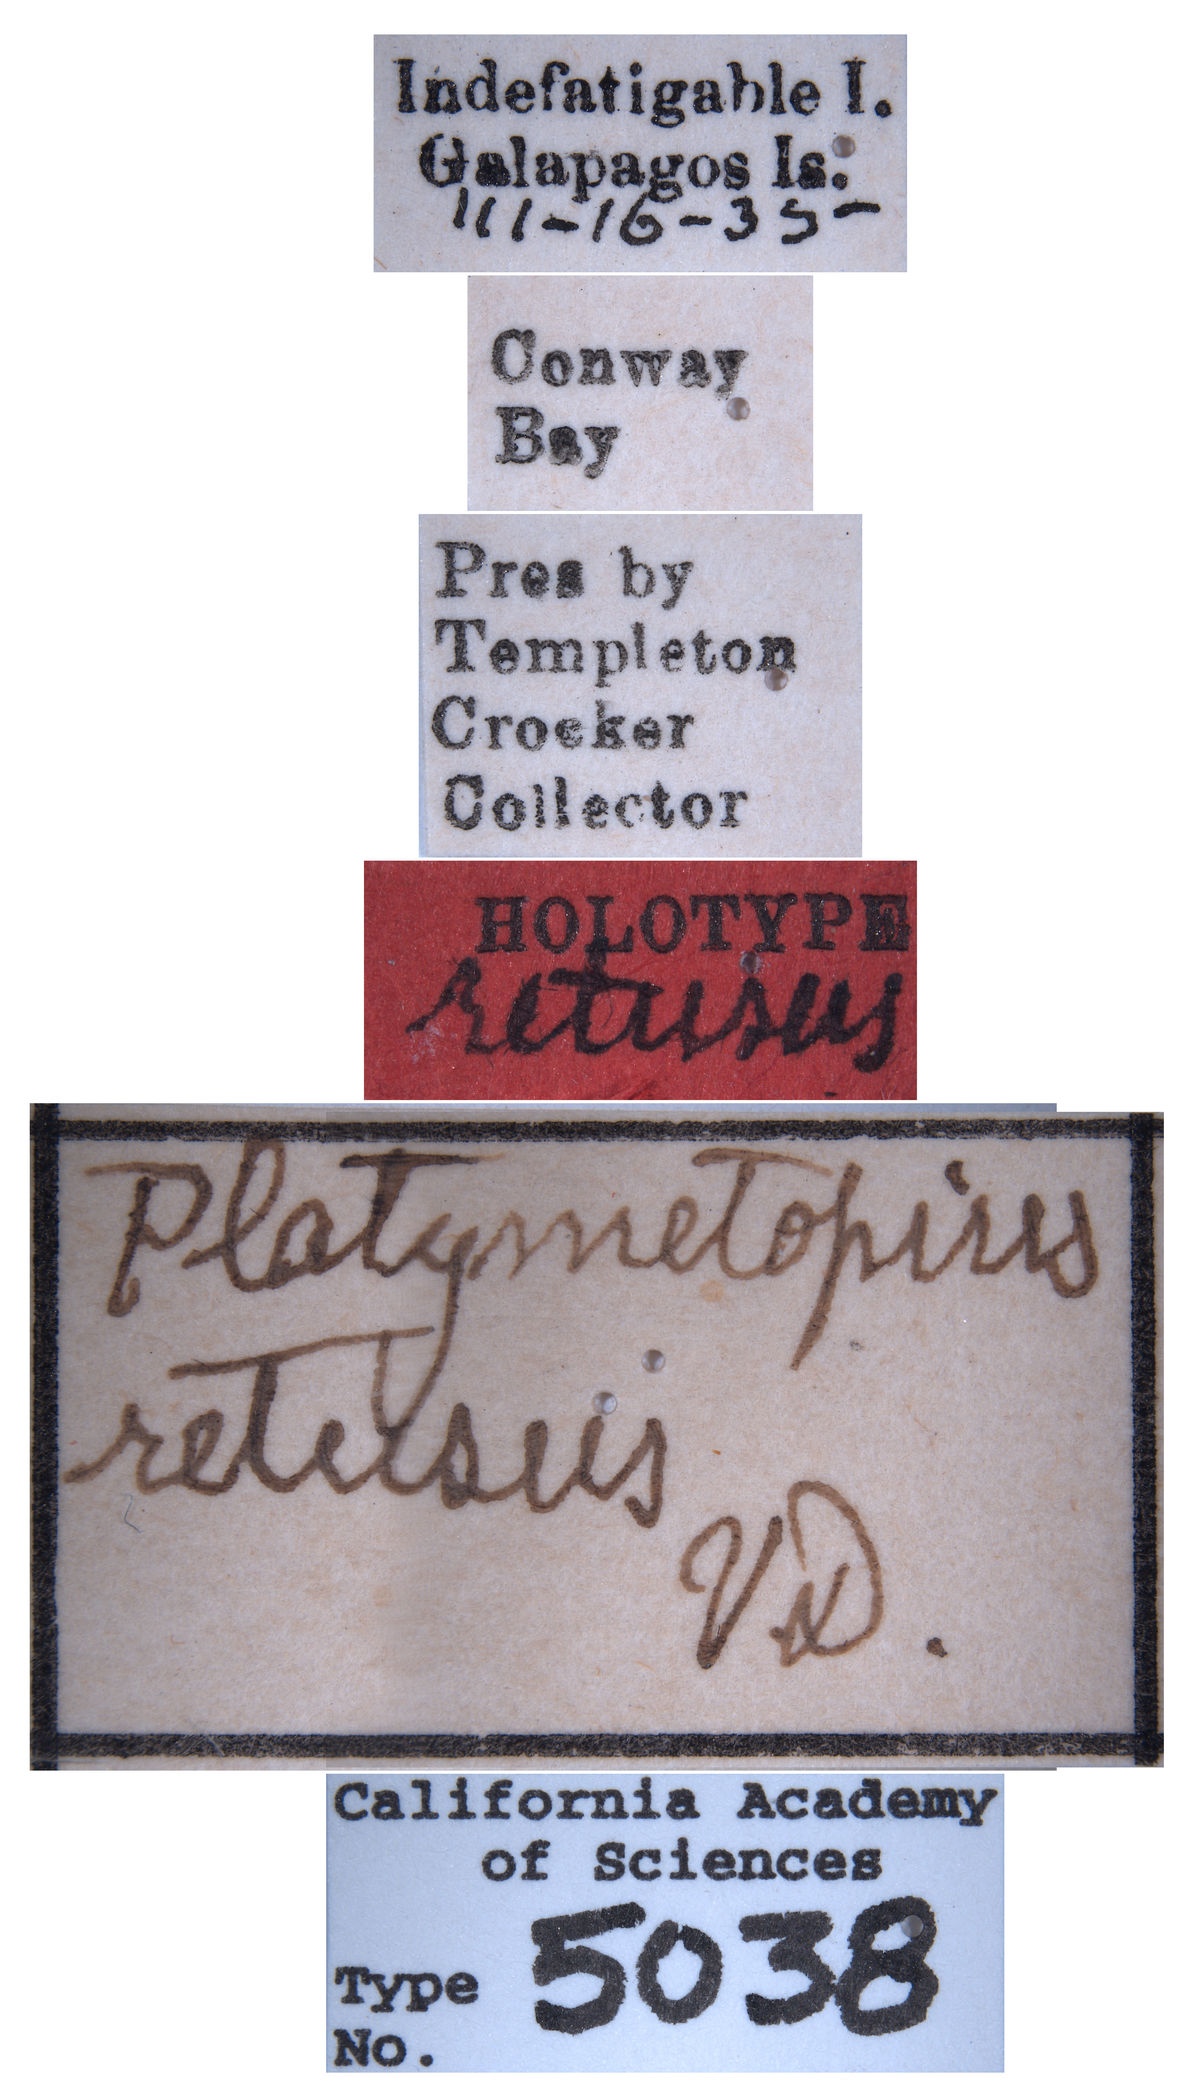 Indefatigable I.
Galapagos Is.
III-16-35-
Conway
Bay
Pres by
Templeton
Crocker
Collector
HOLOTYPE
retusus
Platymetopius
retusus
VD.
California Academy
of Sciences
Type 5038
No.